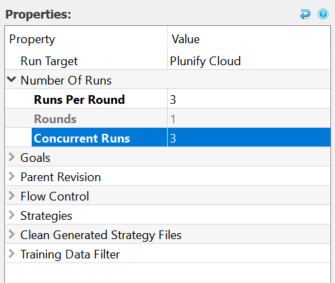 Properties:
Property Value
Run Target Plunify Cloud
Number Of Runs
Runs Per Round 3
Rounds 1
Concurrent Runs 3
Goals
Parent Revision
Flow Control
Strategies
Clean Generated Strategy Files
Training Data Filter